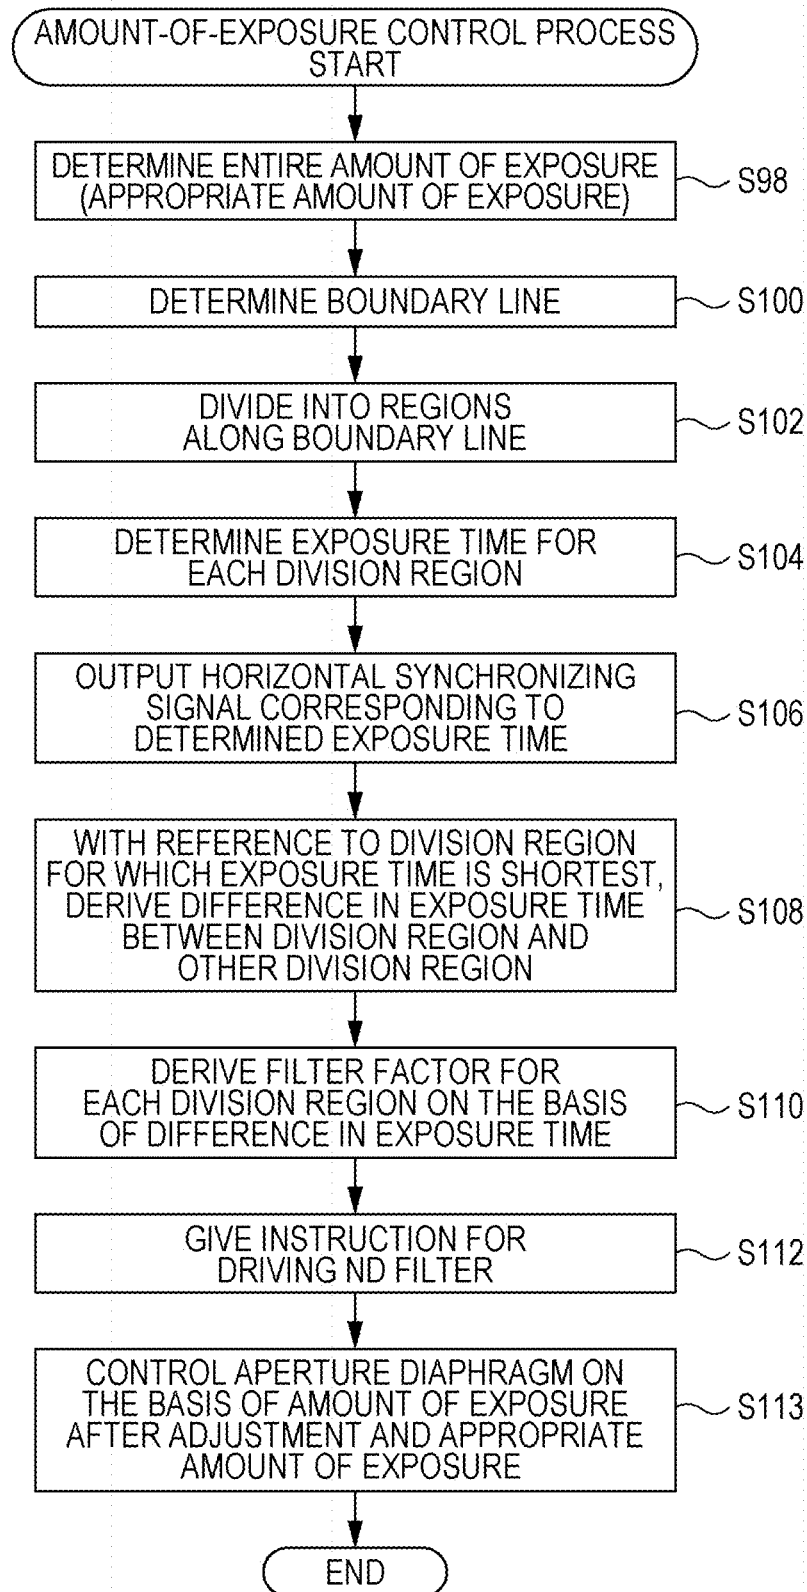 AMOUNT-OF-EXPOSURE CONTROL PROCESS
START
DETERMINE ENTIRE AMOUNT OF EXPOSURE
(APPROPRIATE AMOUNT OF EXPOSURE)
S98
DETERMINE BOUNDARY LINE
S100
DIVIDE INTO REGIONS
ALONG BOUNDARY LINE
S102
DETERMINE EXPOSURE TIME FOR
EACH DIVISION REGION
S104
OUTPUT HORIZONTAL SYNCHRONIZING
SIGNAL CORRESPONDING TO
DETERMINED EXPOSURE TIME
S106
WITH REFERENCE TO DIVISION REGION
FOR WHICH EXPOSURE TIME IS SHORTEST,
DERIVE DIFFERENCE IN EXPOSURE TIME
BETWEEN DIVISION REGION AND
OTHER DIVISION REGION
S108
DERIVE FILTER FACTOR FOR
EACH DIVISION REGION ON THE BASIS
OF DIFFERENCE IN EXPOSURE TIME
S110
GIVE INSTRUCTION FOR
DRIVING ND FILTER
S112
CONTROL APERTURE DIAPHRAGM ON
THE BASIS OF AMOUNT OF EXPOSURE
AFTER ADJUSTMENT AND APPROPRIATE
AMOUNT OF EXPOSURE
S113
END